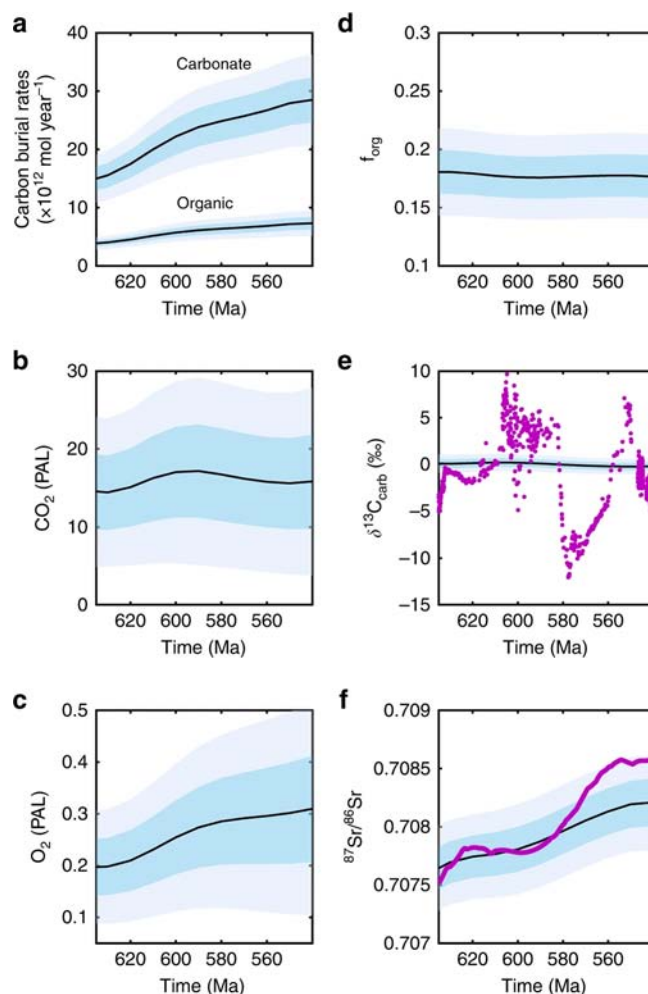 a
Carbon burial rates
(×10¹² mol year⁻¹)
40
30
20
10
0
Carbonate
Organic
620 600 580 560
Time (Ma)
d
f_org
0.3
0.25
0.2
0.15
0.1
620 600 580 560
Time (Ma)
b
CO₂ (PAL)
30
20
10
0
620 600 580 560
Time (Ma)
e
δ¹³C_carb (‰)
10
5
0
−5
−10
−15
620 600 580 560
Time (Ma)
c
O₂ (PAL)
0.5
0.4
0.3
0.2
0.1
620 600 580 560
Time (Ma)
f
⁸⁷Sr/⁸⁶Sr
0.709
0.7085
0.708
0.7075
0.707
620 600 580 560
Time (Ma)